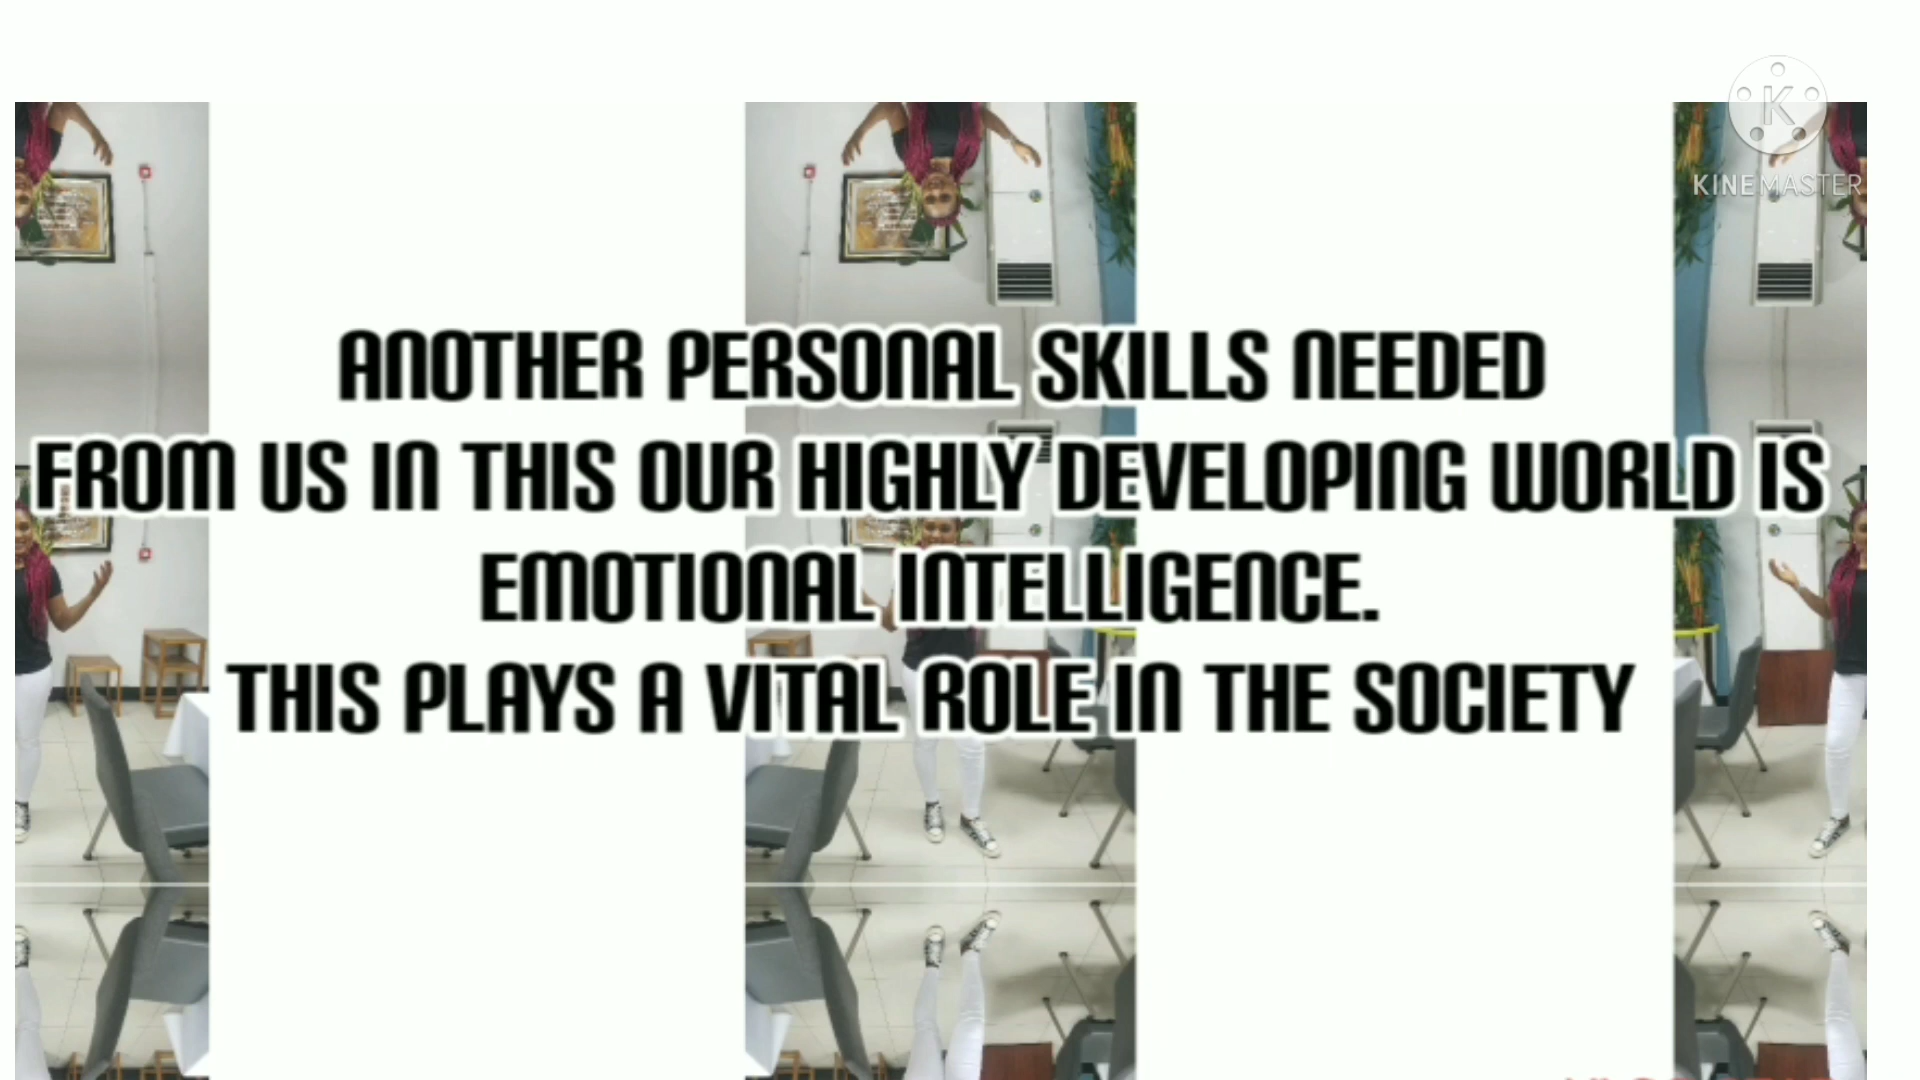 K
KINEMASTER
ANOTHER PERSONAL SKILLS NEEDED
FROM US IN THIS OUR HIGHLY DEVELOPING WORLD IS
EMOTIONAL INTELLIGENCE.
THIS PLAYS A VITAL ROLE IN THE SOCIETY